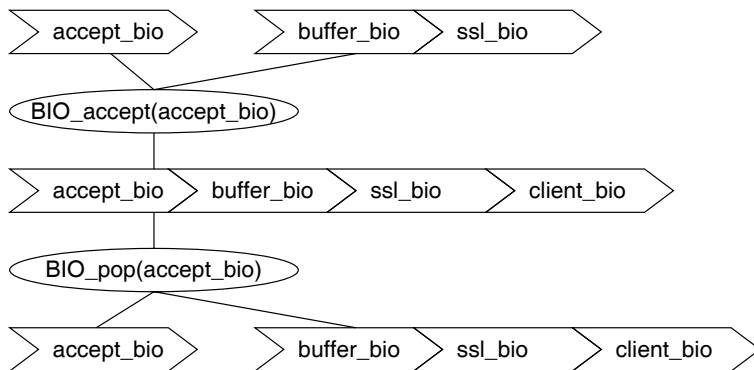 accept_bio buffer_bio ssl_bio
BIO_accept(accept_bio)
accept_bio buffer_bio ssl_bio client_bio
BIO_pop(accept_bio)
accept_bio buffer_bio ssl_bio client_bio